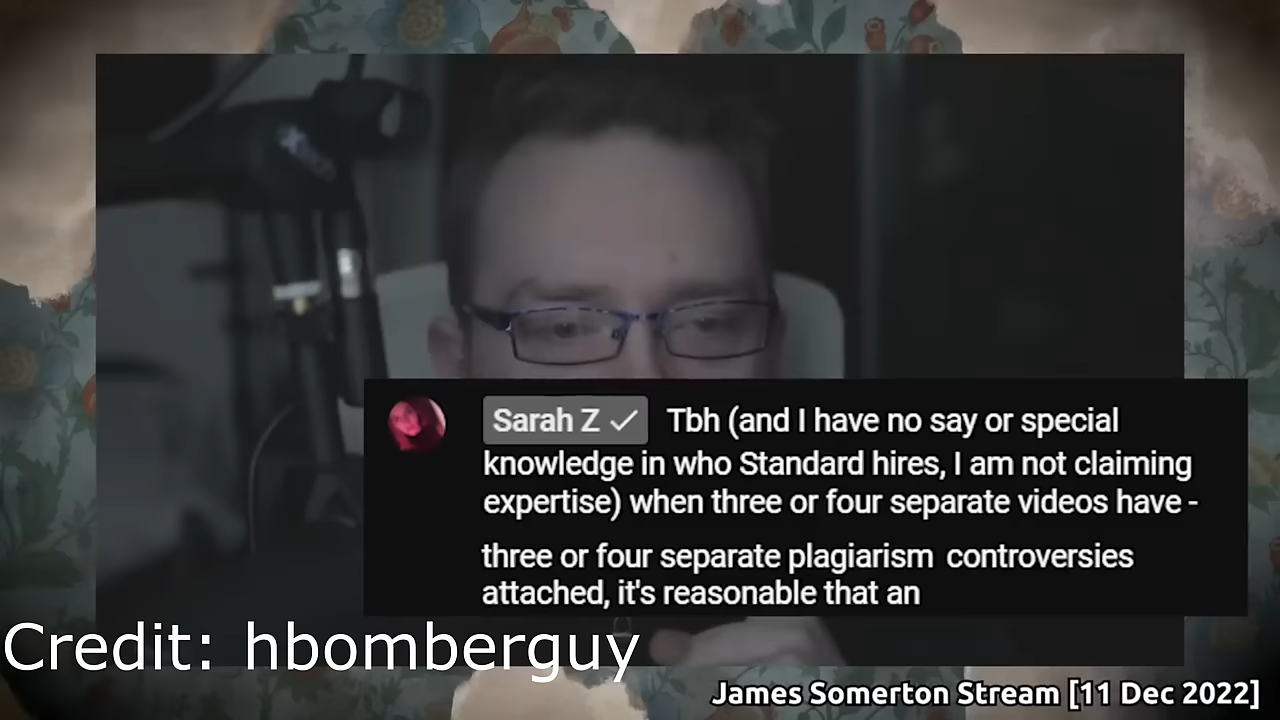 Sarah Z ✓ Tbh (and I have no say or special
knowledge in who Standard hires, I am not claiming
expertise) when three or four separate videos have -
three or four separate plagiarism controversies
attached, it's reasonable that an
Credit: hbomberguy
James Somerton Stream [11 Dec 2022]